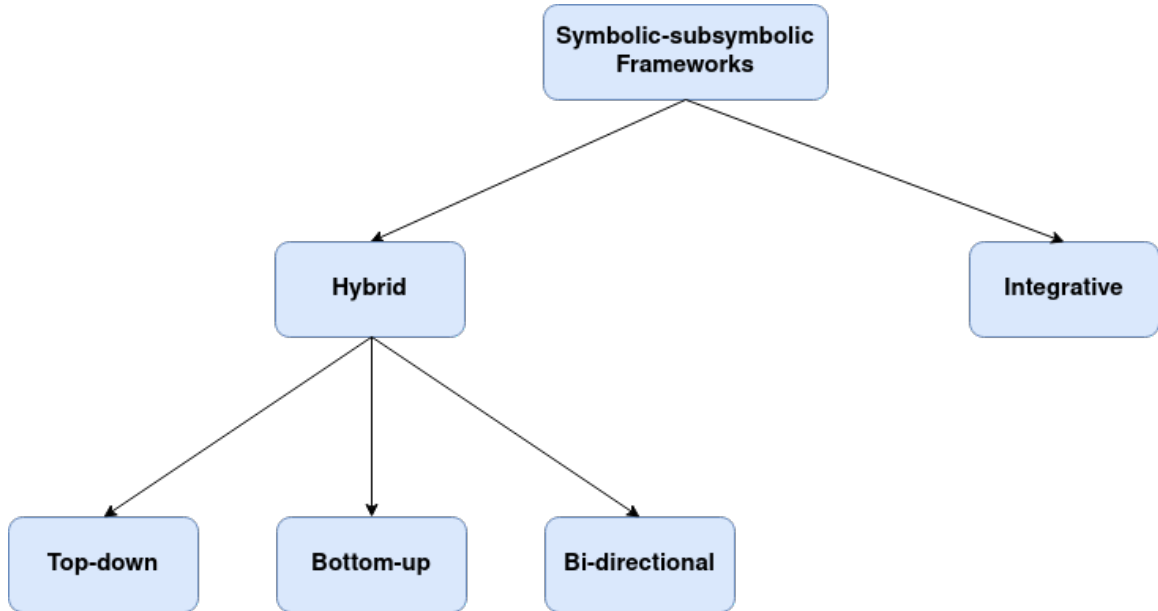 Symbolic-subsymbolic
Frameworks
Hybrid
Integrative
Top-down
Bottom-up
Bi-directional